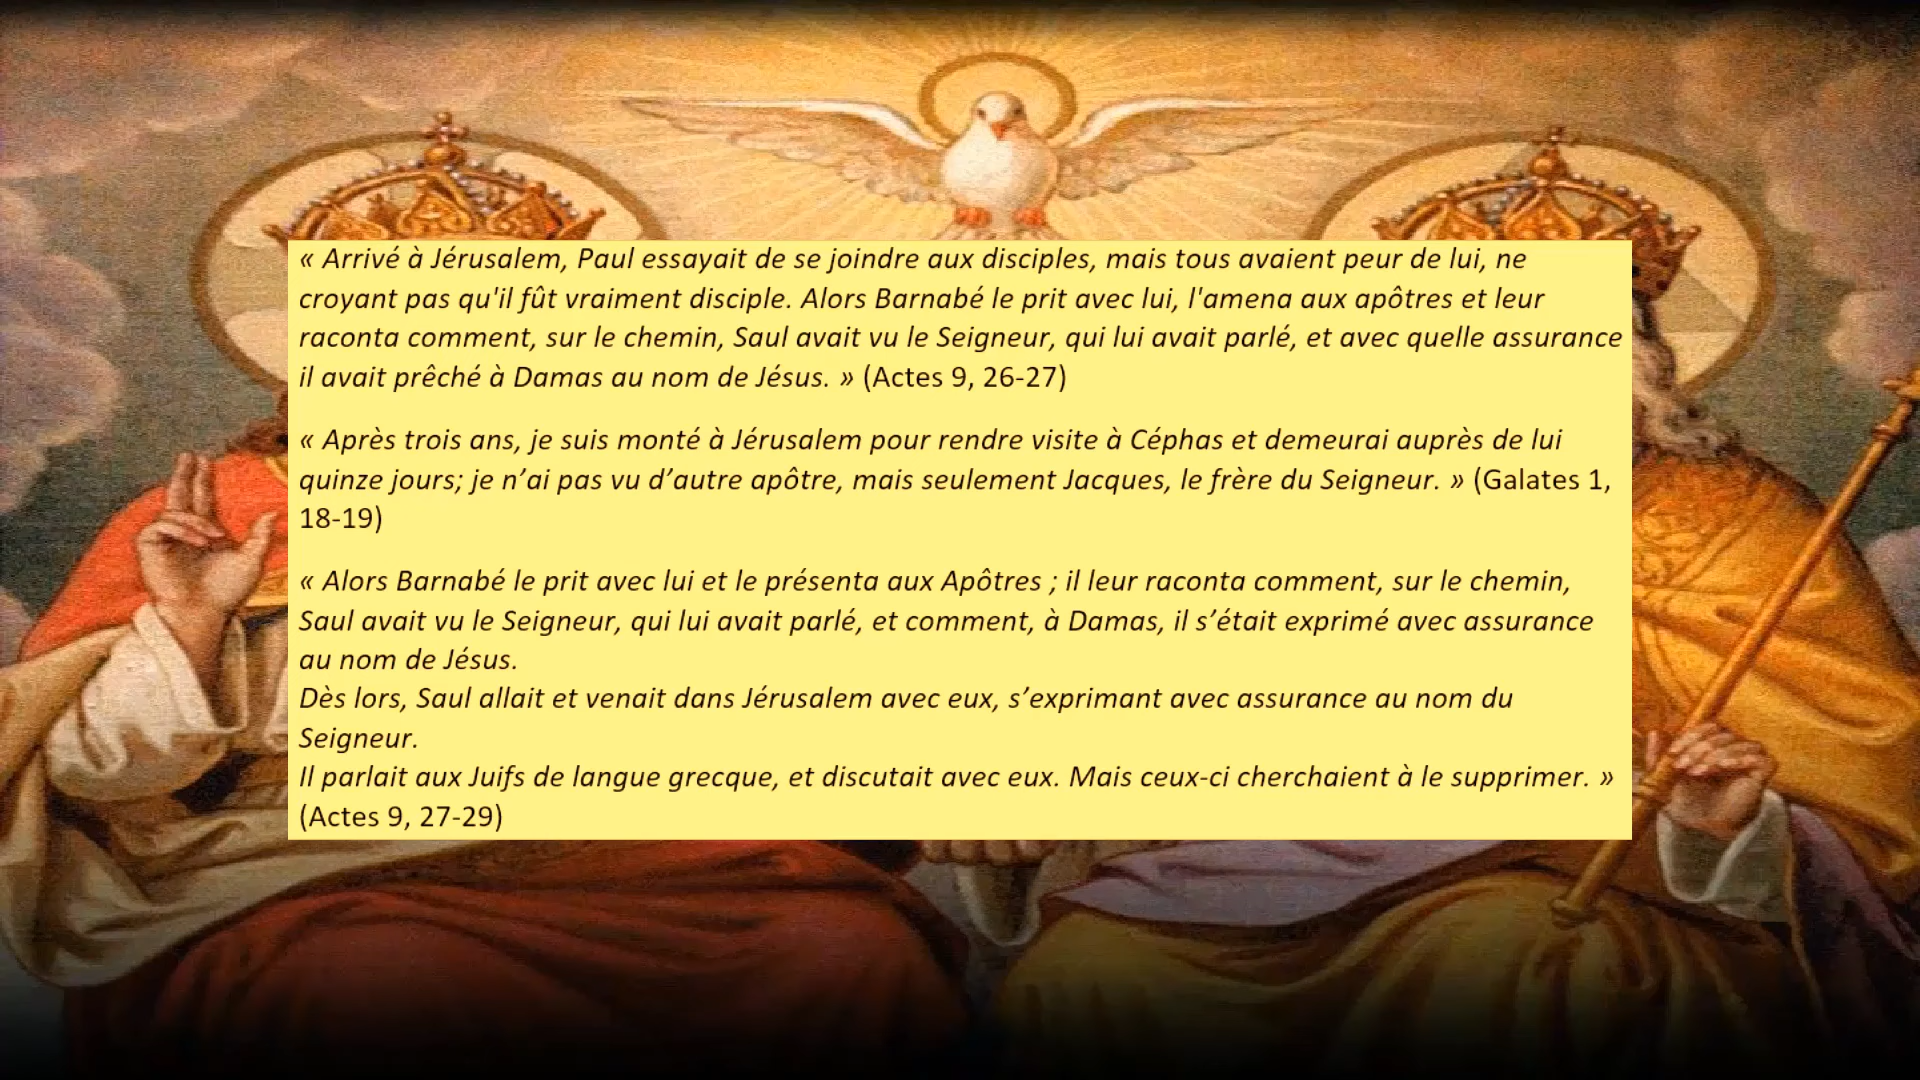 « Arrivé à Jérusalem, Paul essayait de se joindre aux disciples, mais tous avaient peur de lui, ne
croyant pas qu'il fût vraiment disciple. Alors Barnabé le prit avec lui, l'amena aux apôtres et leur
raconta comment, sur le chemin, Saul avait vu le Seigneur, qui lui avait parlé, et avec quelle assurance
il avait prêché à Damas au nom de Jésus. » (Actes 9, 26-27)
« Après trois ans, je suis monté à Jérusalem pour rendre visite à Céphas et demeurai auprès de lui
quinze jours; je n’ai pas vu d’autre apôtre, mais seulement Jacques, le frère du Seigneur. » (Galates 1,
18-19)
« Alors Barnabé le prit avec lui et le présenta aux Apôtres ; il leur raconta comment, sur le chemin,
Saul avait vu le Seigneur, qui lui avait parlé, et comment, à Damas, il s’était exprimé avec assurance
au nom de Jésus.
Dès lors, Saul allait et venait dans Jérusalem avec eux, s’exprimant avec assurance au nom du
Seigneur.
Il parlait aux Juifs de langue grecque, et discutait avec eux. Mais ceux-ci cherchaient à le supprimer. »
(Actes 9, 27-29)